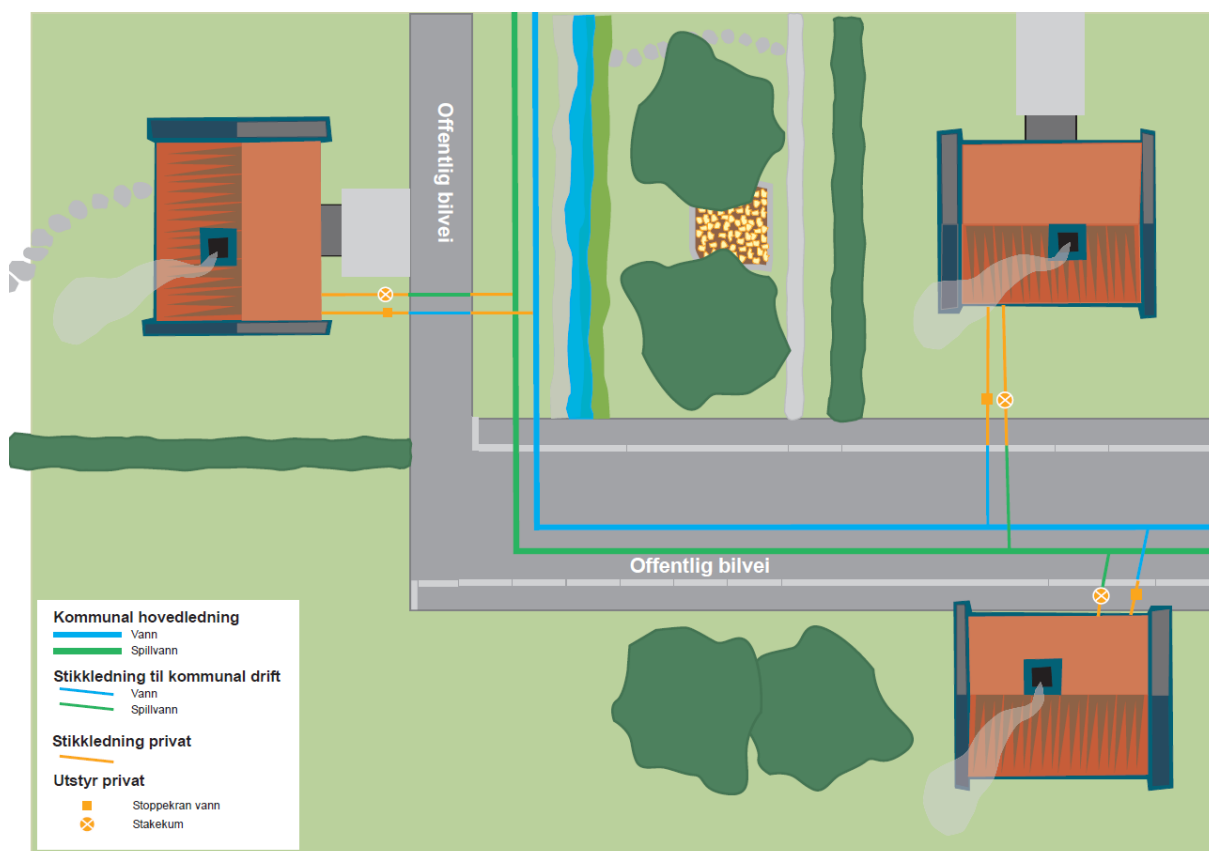 Offentlig bilvei
Offentlig bilvei
Kommunal hovedledning
Vann
Spillvann
Stikkledning til kommunal drift
Vann
Spillvann
Stikkledning privat
Utstyr privat
Stoppekran vann
Stakekum